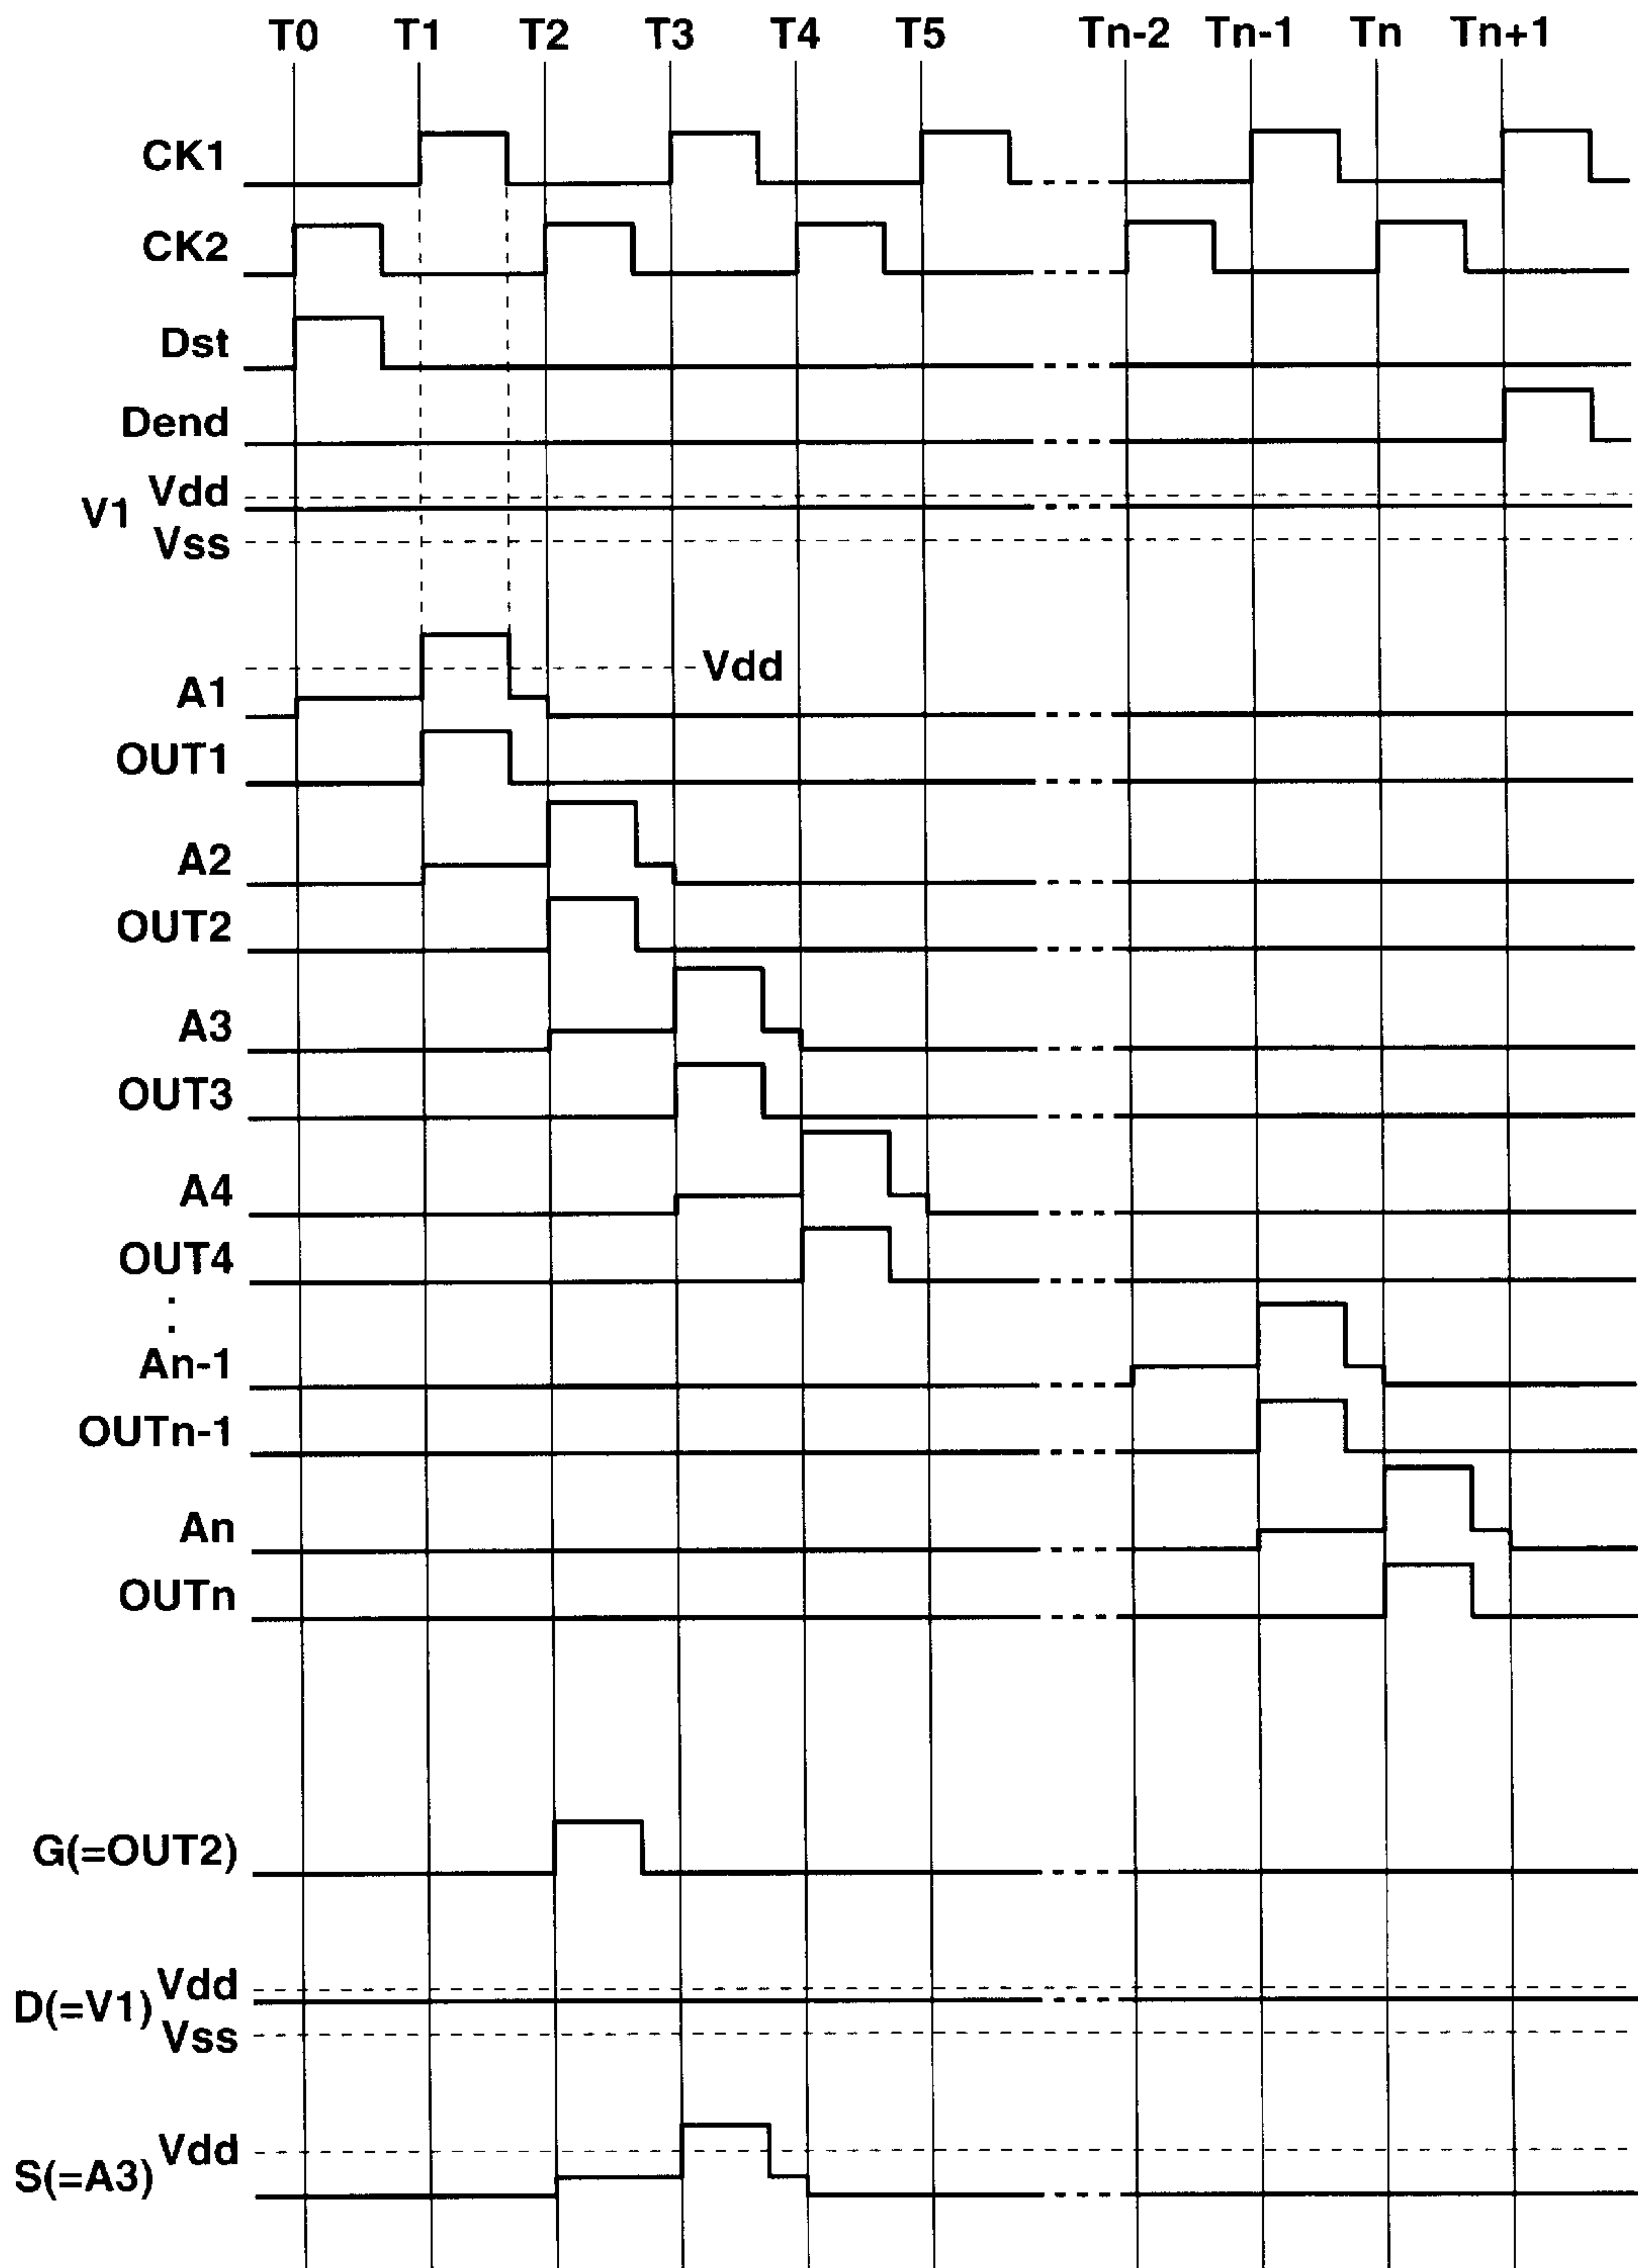 T0 T1 T2 T3 T4 T5 Tn-2 Tn-1 Tn Tn+1
CK1
CK2
Dst
Dend
Vdd
V1
Vss
Vdd
A1
OUT1
A2
OUT2
A3
OUT3
A4
OUT4
:
An-1
OUTn-1
An
OUTn
G(=OUT2)
Vdd
D(=V1)
Vss
Vdd
S(=A3)